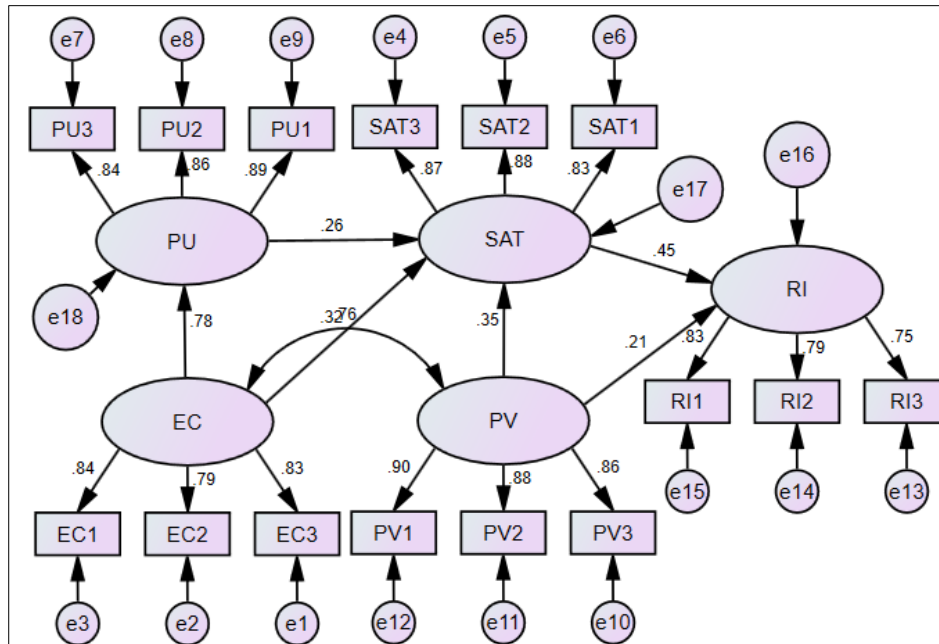 e7 e8 e9 e4 e5 e6
PU3 PU2 PU1 SAT3 SAT2 SAT1
e16
.84 .86 .89 .87 .88 .83
e17
PU .26 SAT .45
RI
e18
.78 .32 .76 .35 .21 .83 .79 .75
RI1 RI2 RI3
EC PV
.84 .79 .83 .90 .88 .86
e15 e14 e13
EC1 EC2 EC3 PV1 PV2 PV3
e3 e2 e1 e12 e11 e10